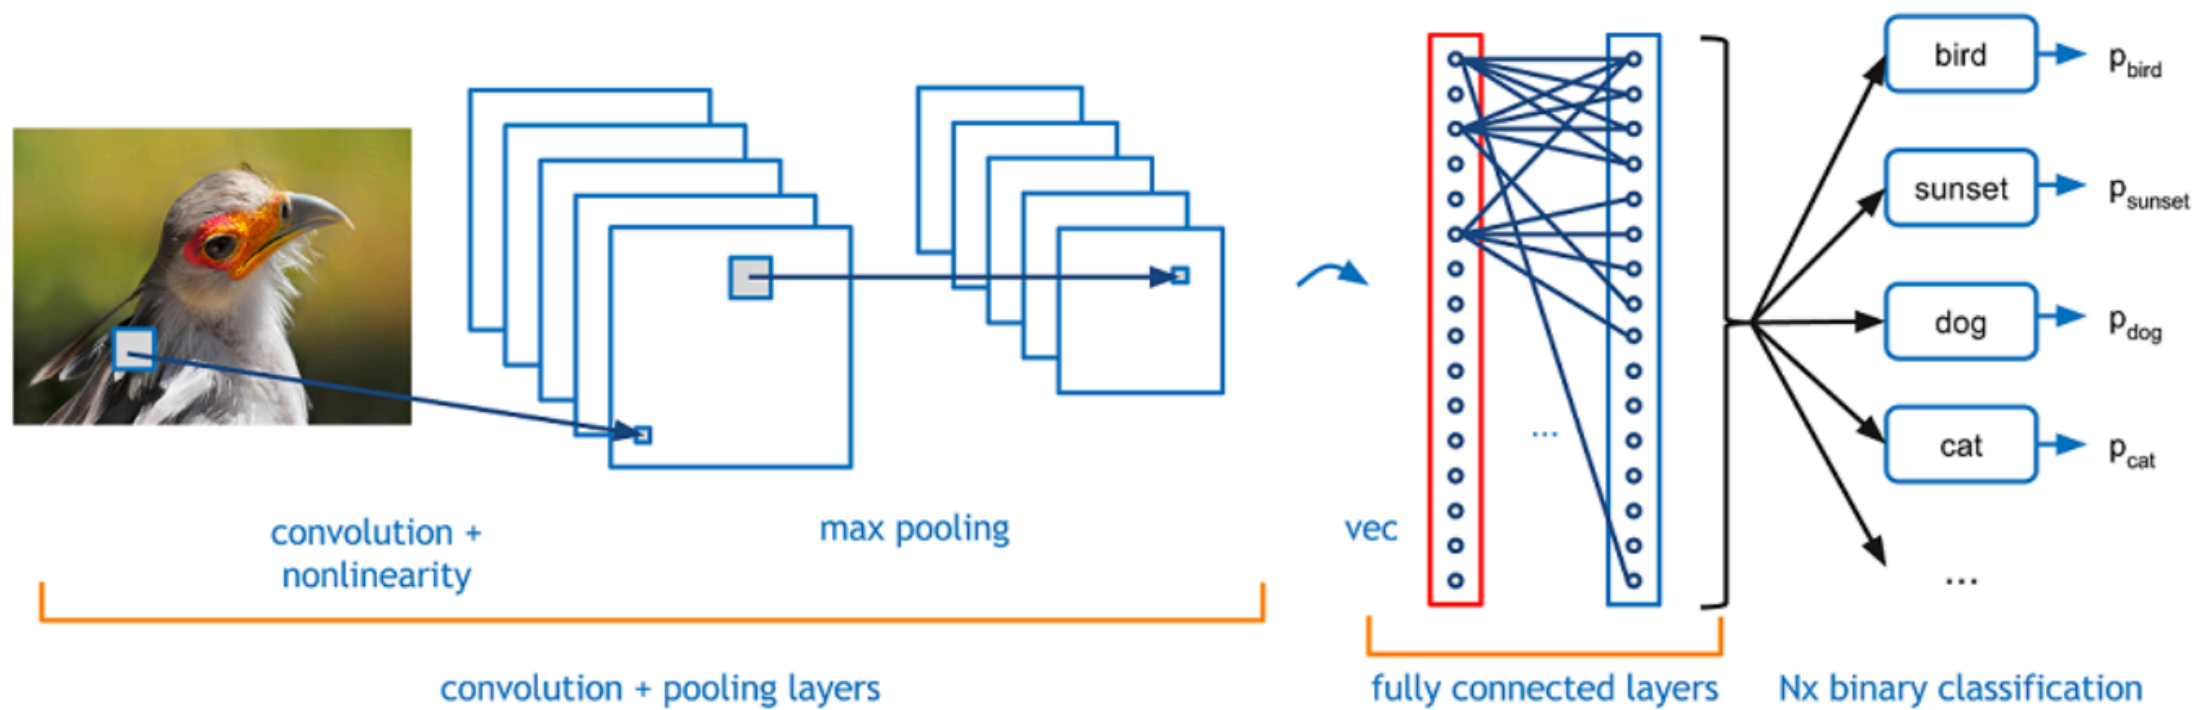 bird
p_bird
sunset
p_sunset
dog
p_dog
cat
p_cat
...
...
convolution +
nonlinearity
max pooling
vec
convolution + pooling layers
fully connected layers
Nx binary classification